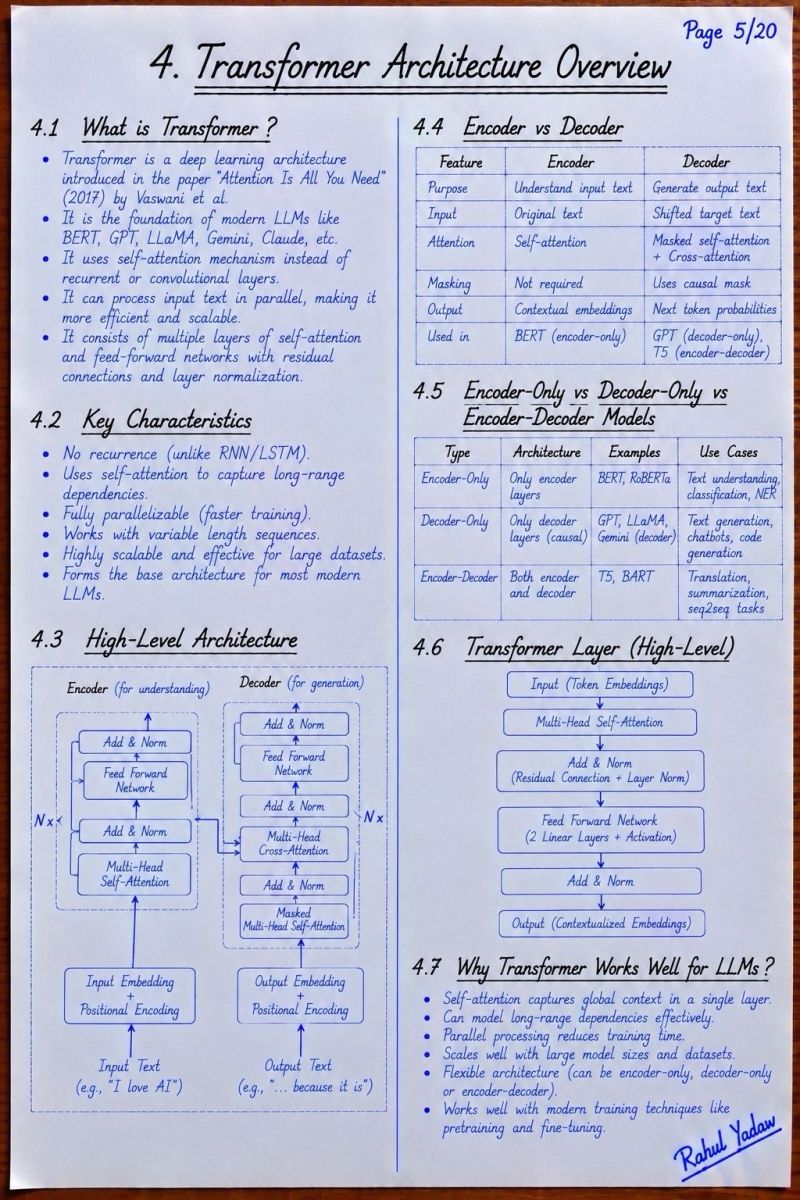 Page 5/20
4. Transformer Architecture Overview
4.1 What is Transformer ?
• Transformer is a deep learning architecture
introduced in the paper "Attention Is All You Need"
(2017) by Vaswani et al.
• It is the foundation of modern LLMs like
BERT, GPT, LLaMA, Gemini, Claude, etc.
• It uses self-attention mechanism instead of
recurrent or convolutional layers.
• It can process input text in parallel, making it
more efficient and scalable.
• It consists of multiple layers of self-attention
and feed-forward networks with residual
connections and layer normalization.
4.2 Key Characteristics
• No recurrence (unlike RNN/LSTM).
• Uses self-attention to capture long-range
dependencies.
• Fully parallelizable (faster training).
• Works with variable length sequences.
• Highly scalable and effective for large datasets.
• Forms the base architecture for most modern
LLMs.
4.3 High-Level Architecture
Encoder (for understanding)
Add & Norm
Feed Forward
Network
Nx
Add & Norm
Multi-Head
Self-Attention
Input Embedding
+
Positional Encoding
Input Text
(e.g., "I love AI")
Decoder (for generation)
Add & Norm
Feed Forward
Network
Add & Norm
Nx
Multi-Head
Cross-Attention
Add & Norm
Masked
Multi-Head Self-Attention
Output Embedding
+
Positional Encoding
Output Text
(e.g., "... because it is")
4.4 Encoder vs Decoder
Feature Encoder Decoder
Purpose Understand input text Generate output text
Input Original text Shifted target text
Attention Self-attention Masked self-attention
+ Cross-attention
Masking Not required Uses causal mask
Output Contextual embeddings Next token probabilities
Used in BERT (encoder-only) GPT (decoder-only),
T5 (encoder-decoder)
4.5 Encoder-Only vs Decoder-Only vs
Encoder-Decoder Models
Type Architecture Examples Use Cases
Encoder-Only Only encoder BERT, RoBERTa Text understanding,
layers classification, NER
Decoder-Only Only decoder GPT, LLaMA, Text generation,
layers (causal) Gemini (decoder) chatbots, code
generation
Encoder-Decoder Both encoder T5, BART Translation,
and decoder summarization,
seq2seq tasks
4.6 Transformer Layer (High-Level)
Input (Token Embeddings)
Multi-Head Self-Attention
Add & Norm
(Residual Connection + Layer Norm)
Feed Forward Network
(2 Linear Layers + Activation)
Add & Norm
Output (Contextualized Embeddings)
4.7 Why Transformer Works Well for LLMs ?
• Self-attention captures global context in a single layer.
• Can model long-range dependencies effectively.
• Parallel processing reduces training time.
• Scales well with large model sizes and datasets.
• Flexible architecture (can be encoder-only, decoder-only
or encoder-decoder).
• Works well with modern training techniques like
pretraining and fine-tuning.
Rahul Yadaw